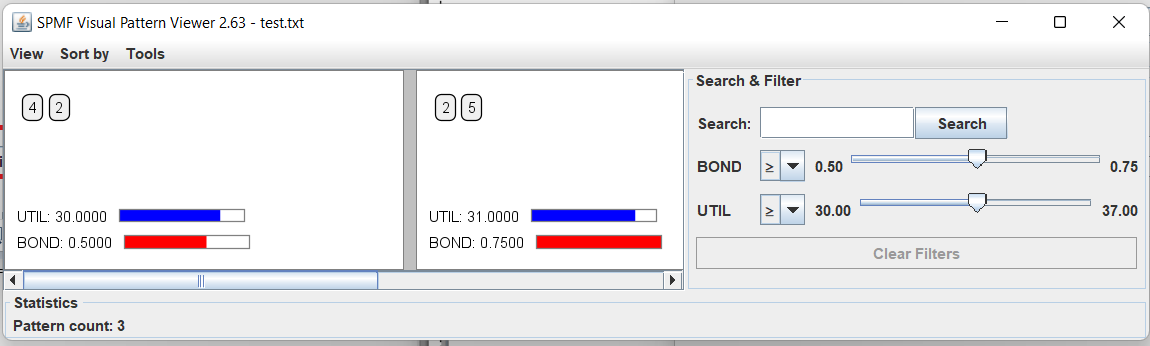 SPMF Visual Pattern Viewer 2.63 - test.txt
View Sort by Tools
4 2
UTIL: 30.0000
BOND: 0.5000
2 5
UTIL: 31.0000
BOND: 0.7500
Search & Filter
Search: Search
BOND ≥ 0.50 0.75
UTIL ≥ 30.00 37.00
Clear Filters
Statistics
Pattern count: 3